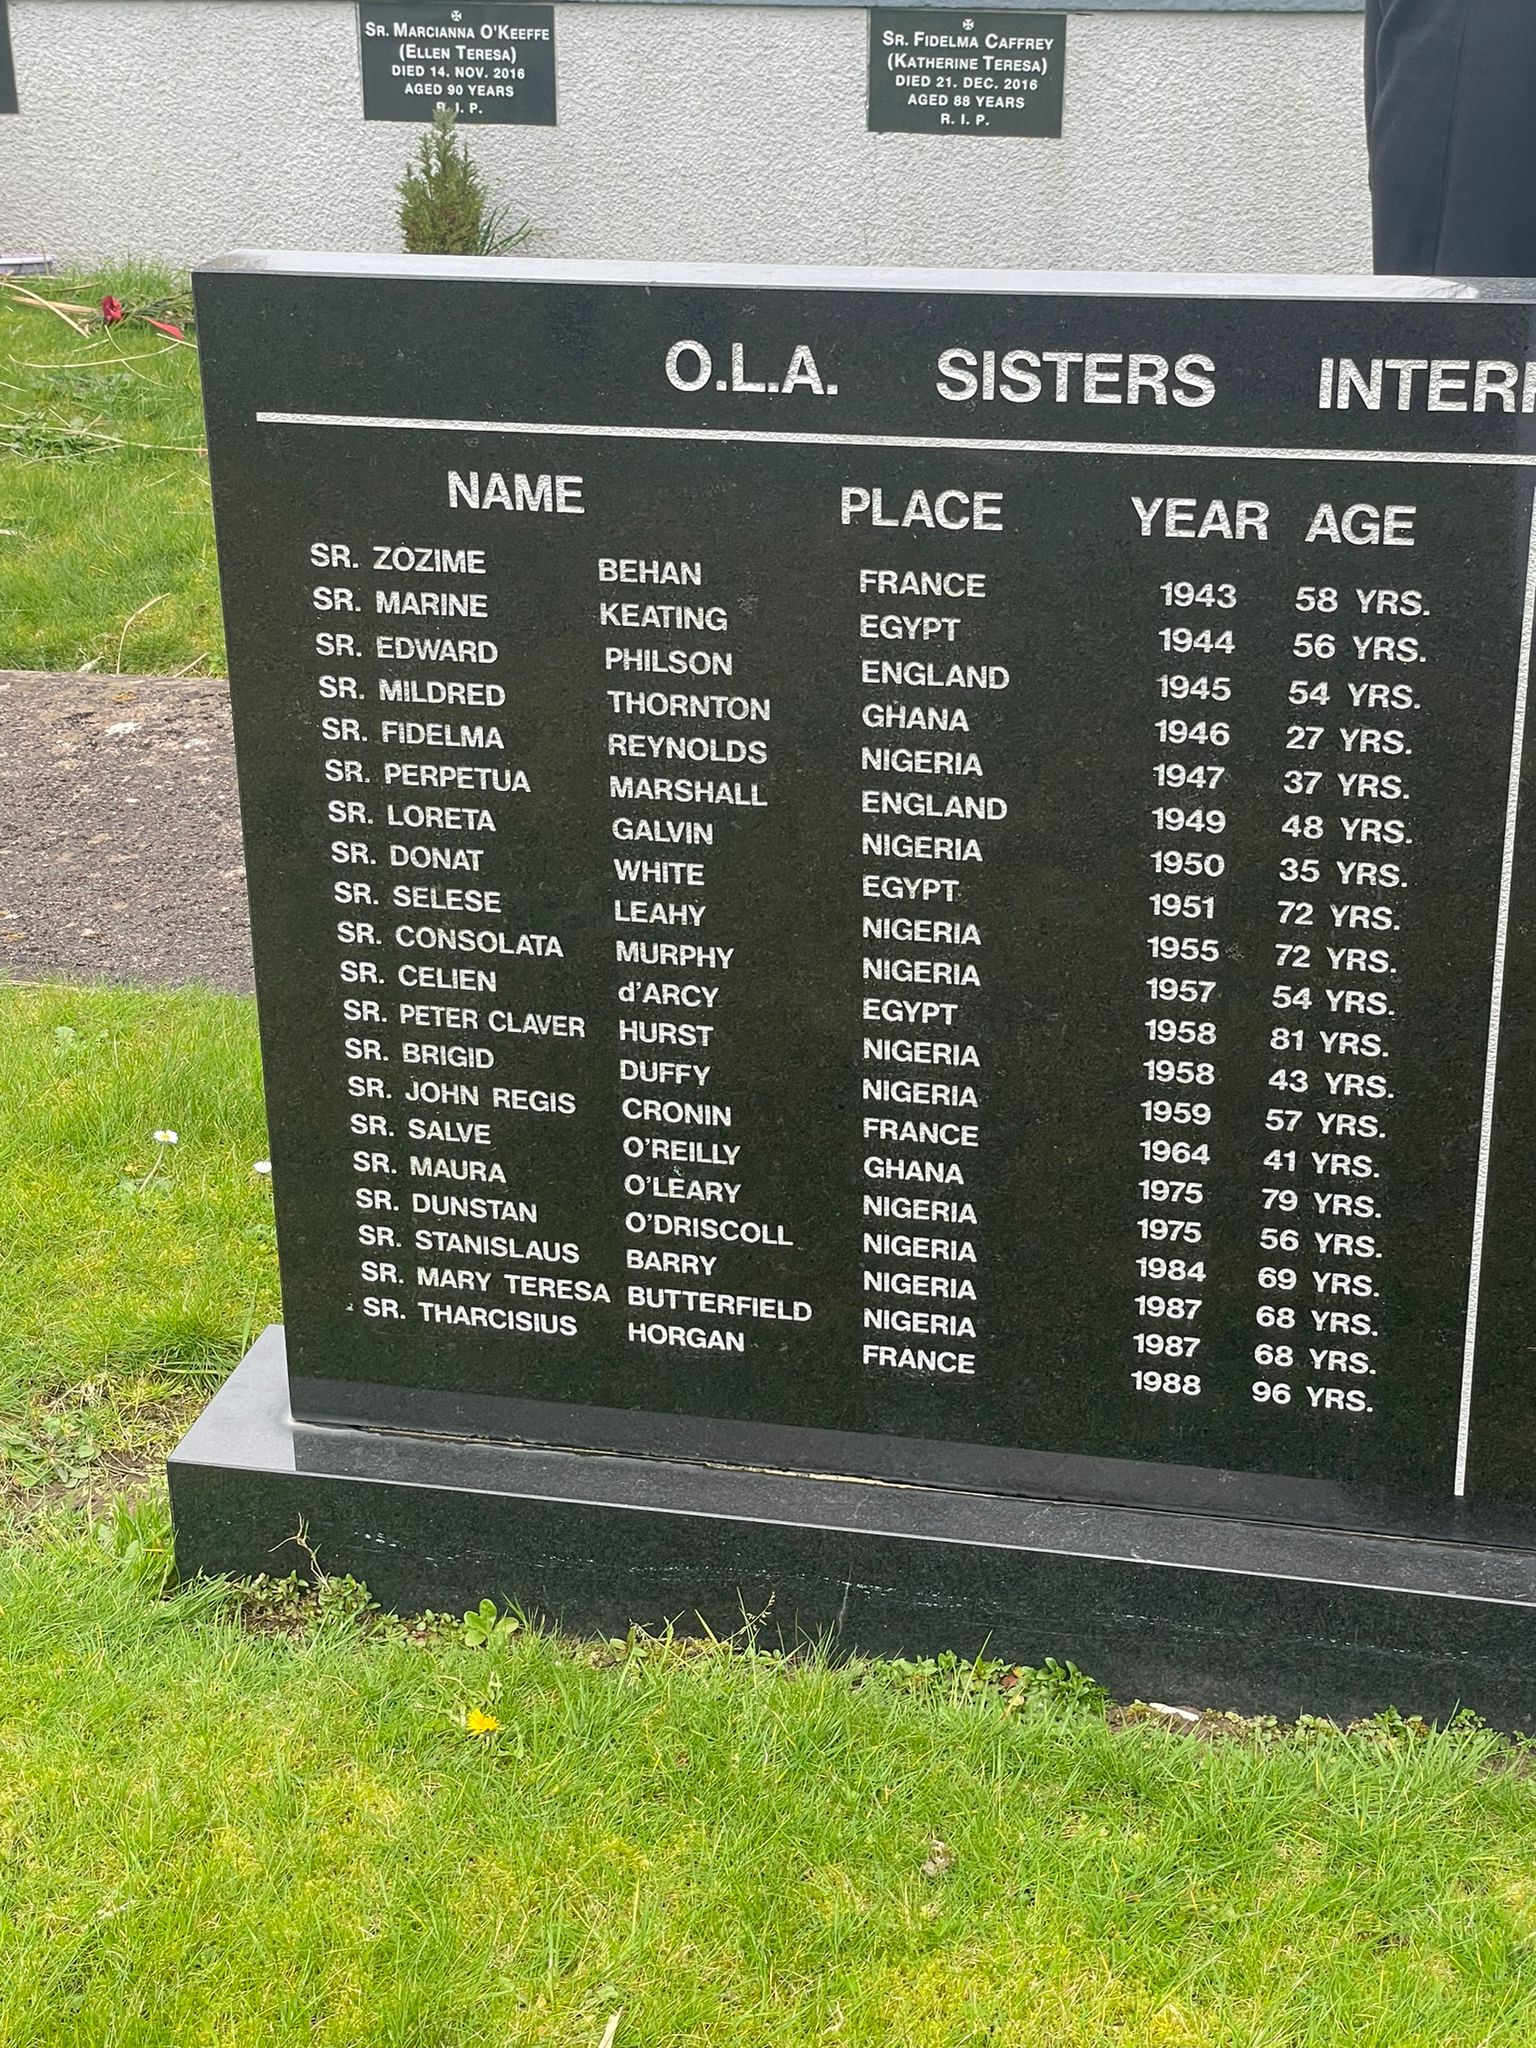 SR. MARCIANNA O'KEEFFE
(ELLEN TERESA)
DIED 14. NOV. 2016
AGED 90 YEARS
R. I. P.
SR. FIDELMA CAFFREY
(KATHERINE TERESA)
DIED 21. DEC. 2016
AGED 88 YEARS
R. I. P.
O.L.A. SISTERS INTER
NAME PLACE YEAR AGE
SR. ZOZIME BEHAN FRANCE 1943 58 YRS.
SR. MARINE KEATING EGYPT 1944 56 YRS.
SR. EDWARD PHILSON ENGLAND 1945 54 YRS.
SR. MILDRED THORNTON GHANA 1946 27 YRS.
SR. FIDELMA REYNOLDS NIGERIA 1947 37 YRS.
SR. PERPETUA MARSHALL ENGLAND 1949 48 YRS.
SR. LORETA GALVIN NIGERIA 1950 35 YRS.
SR. DONAT WHITE EGYPT 1951 72 YRS.
SR. SELESE LEAHY NIGERIA 1955 72 YRS.
SR. CONSOLATA MURPHY NIGERIA 1957 54 YRS.
SR. CELIEN d'ARCY EGYPT 1958 81 YRS.
SR. PETER CLAVER HURST NIGERIA 1958 43 YRS.
SR. BRIGID DUFFY NIGERIA 1959 57 YRS.
SR. JOHN REGIS CRONIN FRANCE 1964 41 YRS.
SR. SALVE O'REILLY GHANA 1975 79 YRS.
SR. MAURA O'LEARY NIGERIA 1975 56 YRS.
SR. DUNSTAN O'DRISCOLL NIGERIA 1984 69 YRS.
SR. STANISLAUS BARRY NIGERIA 1987 68 YRS.
SR. MARY TERESA BUTTERFIELD NIGERIA 1987 68 YRS.
SR. THARCISIUS HORGAN FRANCE 1988 96 YRS.